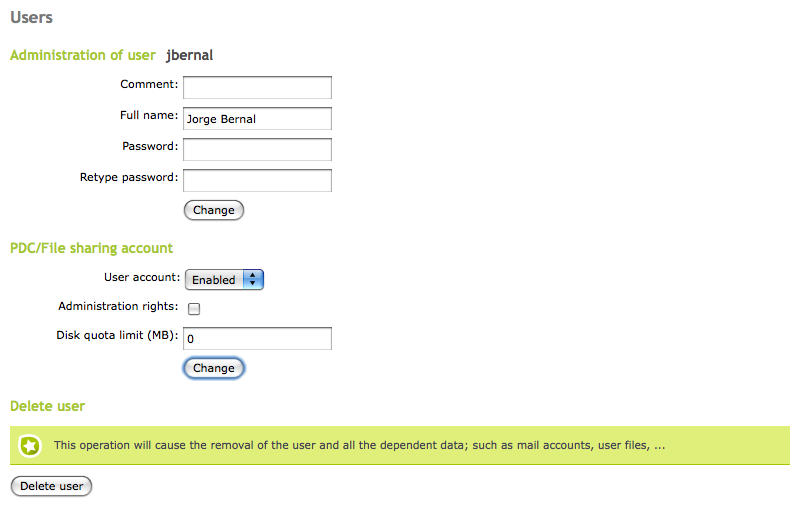 Users
Administration of user jbernal
Comment:
Full name: Jorge Bernal
Password:
Retype password:
Change
PDC/File sharing account
User account: Enabled
Administration rights:
Disk quota limit (MB): 0
Change
Delete user
This operation will cause the removal of the user and all the dependent data; such as mail accounts, user files, ...
Delete user